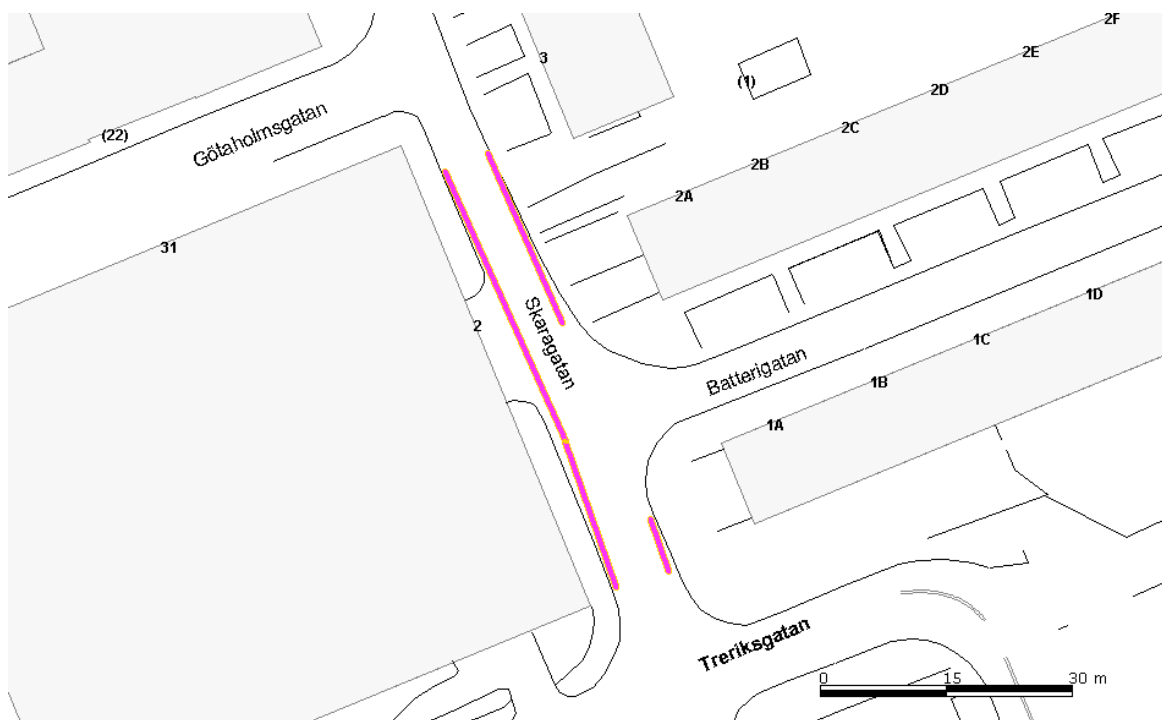 2F
2E
3
(1)
2D
2C
(22)
Götaholmsgatan
2B
2A
31
1D
2
Skaragatan
1C
Batterigatan
1B
1A
Treriksgatan
0 15 30 m